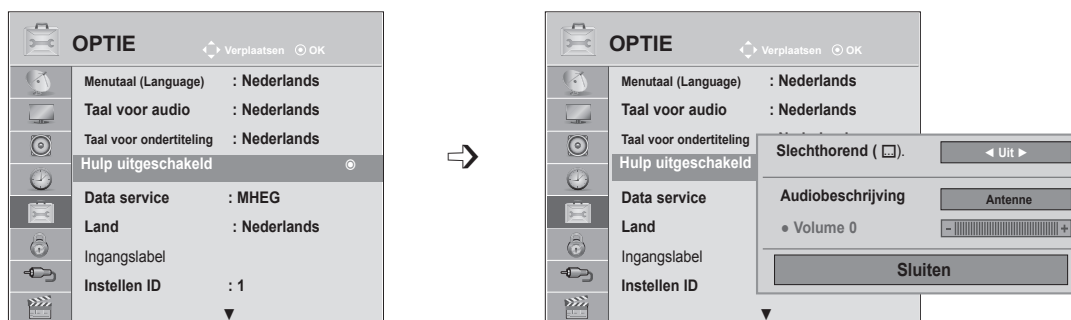 OPTIE
Verplaatsen OK
Menutaal (Language) : Nederlands
Taal voor audio : Nederlands
Taal voor ondertiteling : Nederlands
Hulp uitgeschakeld
Data service : MHEG
Land : Nederlands
Ingangslabel
Instellen ID : 1
▼
OPTIE
Verplaatsen OK
Menutaal (Language) : Nederlands
Taal voor audio : Nederlands
Taal voor ondertiteling
Hulp uitgeschakeld
Data service
Land
Ingangslabel
Instellen ID
▼
Slechthorend ( ).
◄ Uit ►
Audiobeschrijving
Antenne
● Volume 0
- +
Sluiten